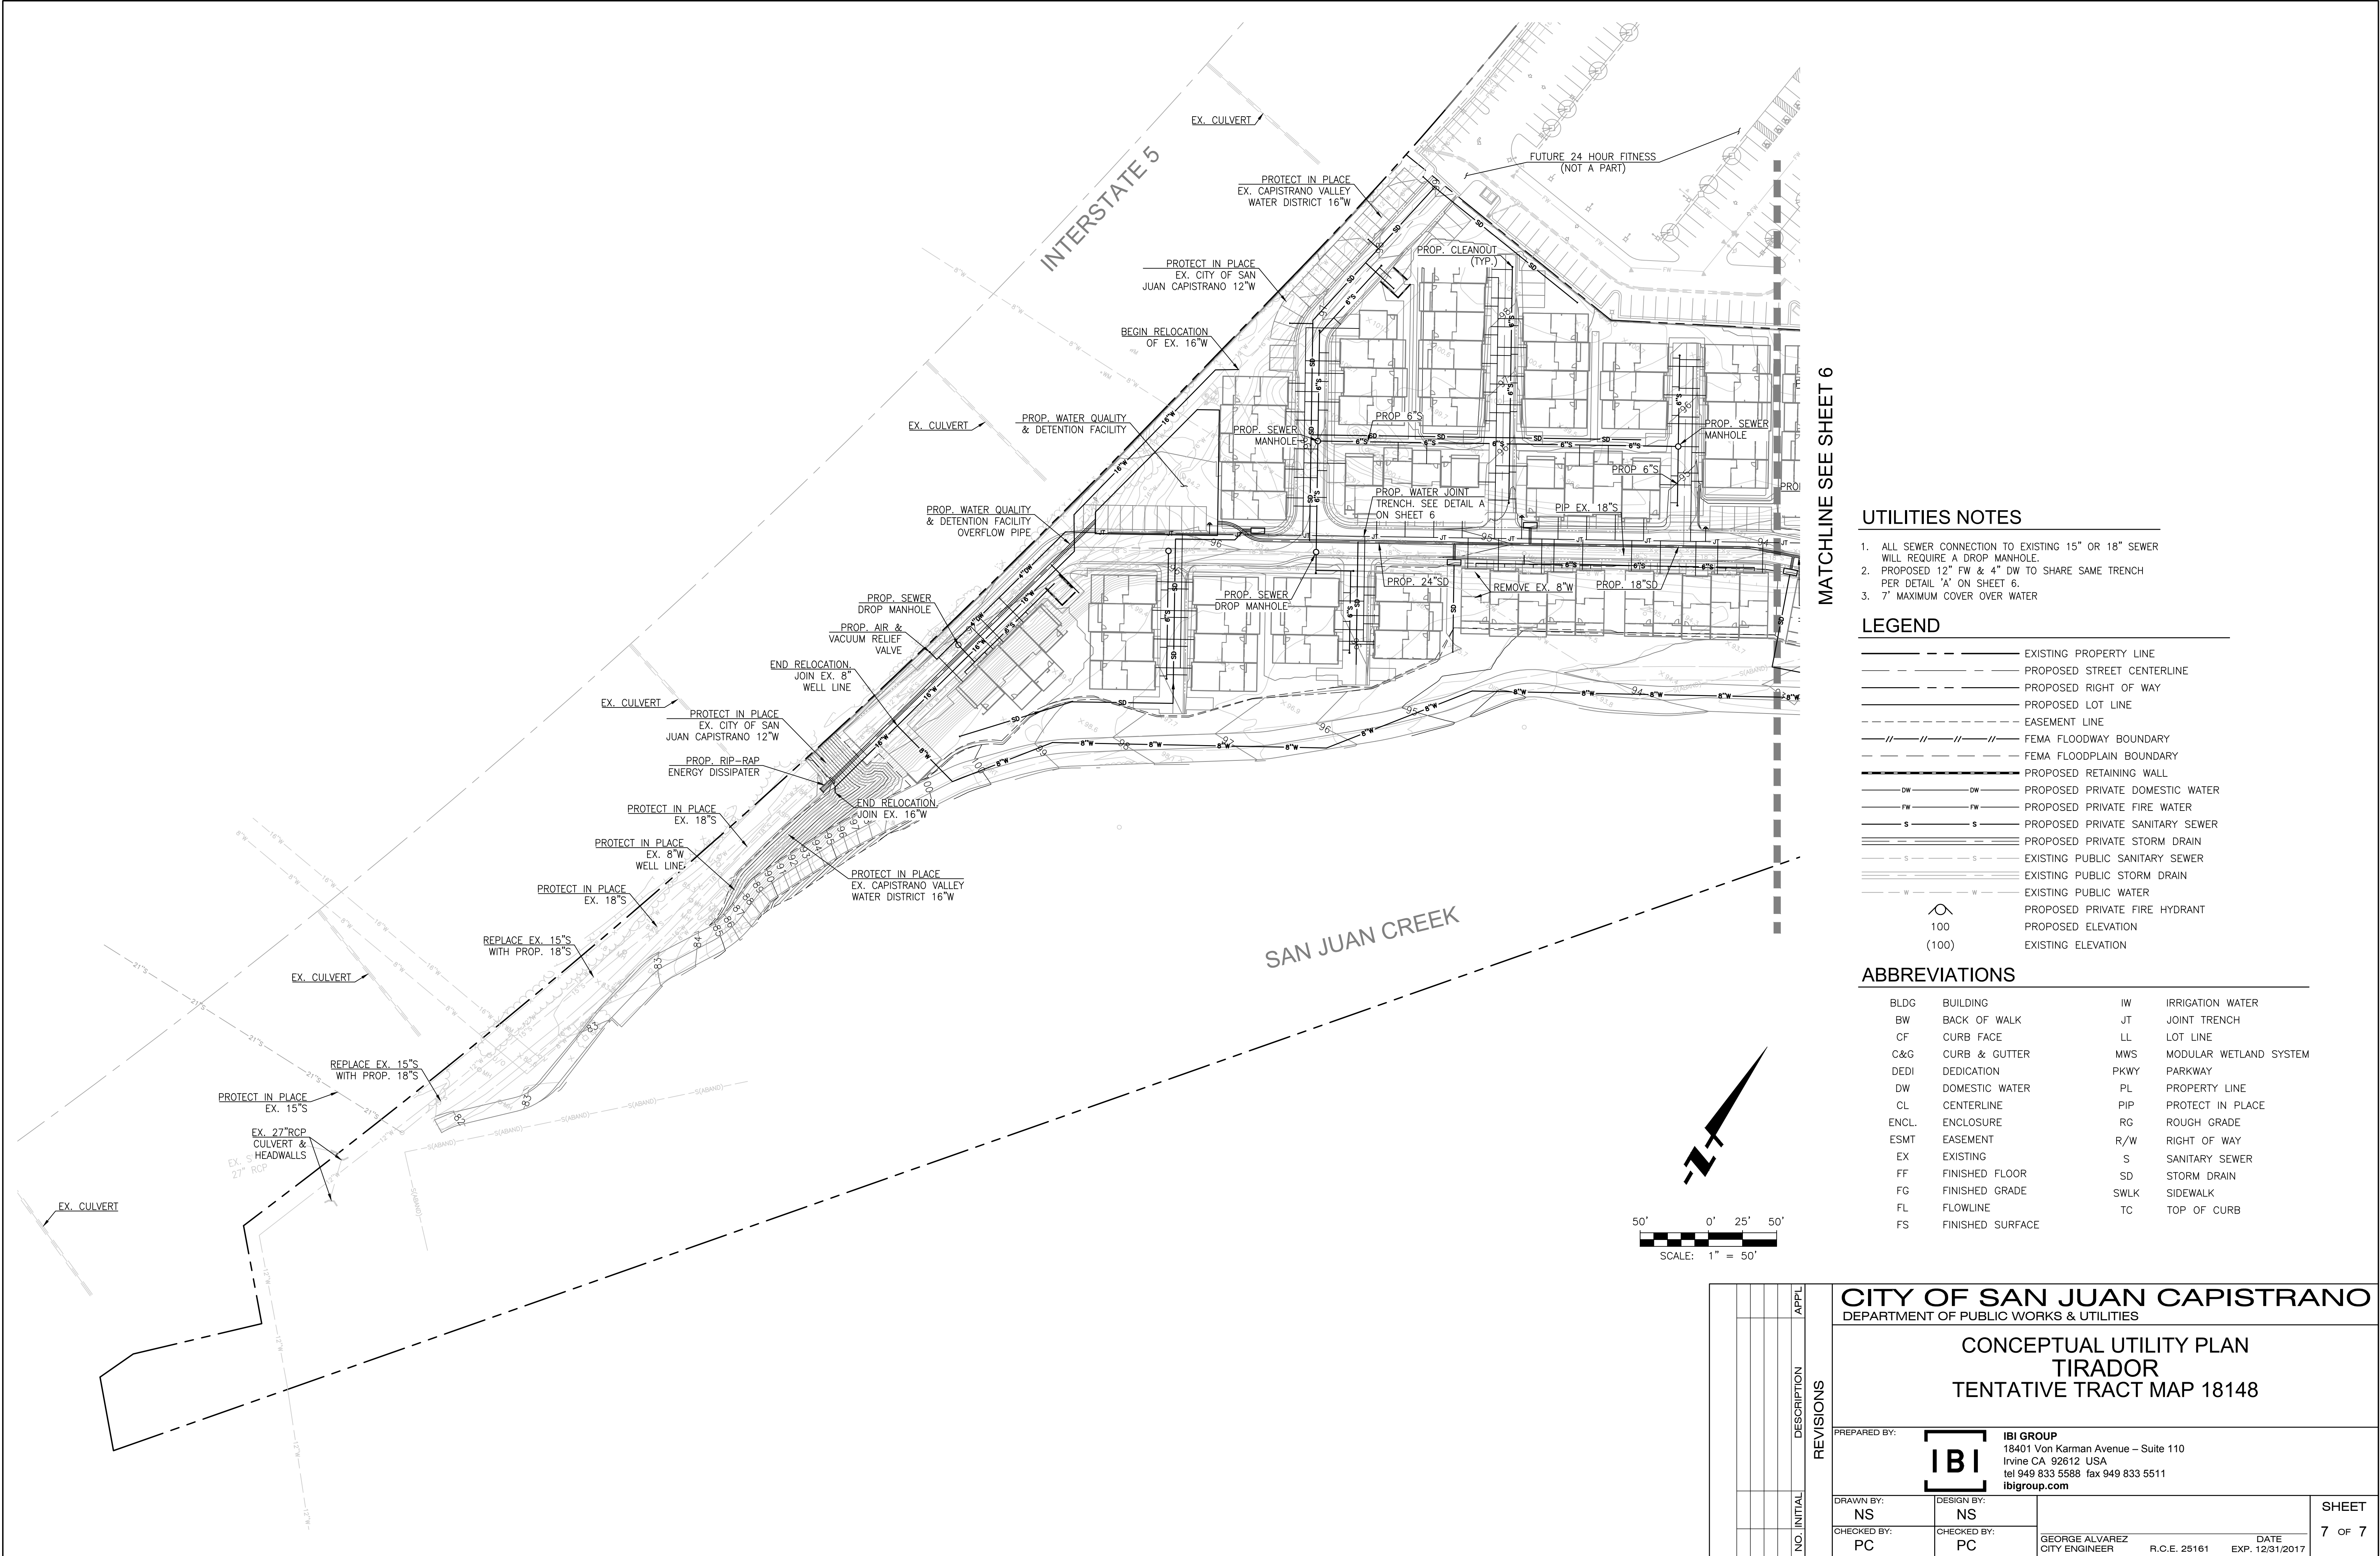 INTERSTATE 5
EX. CULVERT
PROTECT IN PLACE
EX. CAPISTRANO VALLEY
WATER DISTRICT 16"W
FUTURE 24 HOUR FITNESS
(NOT A PART)
PROTECT IN PLACE
EX. CITY OF SAN
JUAN CAPISTRANO 12"W
PROP. CLEANOUT
(TYP.)
BEGIN RELOCATION
OF EX. 16"W
EX. CULVERT
PROP. WATER QUALITY
& DETENTION FACILITY
PROP. SEWER
MANHOLE
PROP 6"S
PROP. SEWER
MANHOLE
PROP 6"S
PROP. WATER QUALITY
& DETENTION FACILITY
OVERFLOW PIPE
PROP. WATER JOINT
TRENCH. SEE DETAIL A
ON SHEET 6
PIP EX. 18"S
PROP. 24"SD
REMOVE EX. 8"W
PROP. 18"SD
PROP. SEWER
DROP MANHOLE
PROP. SEWER
DROP MANHOLE
PROP. AIR &
VACUUM RELIEF
VALVE
END RELOCATION.
JOIN EX. 8"
WELL LINE
EX. CULVERT
PROTECT IN PLACE
EX. CITY OF SAN
JUAN CAPISTRANO 12"W
PROP. RIP-RAP
ENERGY DISSIPATER
END RELOCATION.
JOIN EX. 16"W
PROTECT IN PLACE
EX. 18"S
PROTECT IN PLACE
EX. 8"W
WELL LINE
PROTECT IN PLACE
EX. CAPISTRANO VALLEY
WATER DISTRICT 16"W
PROTECT IN PLACE
EX. 18"S
REPLACE EX. 15"S
WITH PROP. 18"S
EX. CULVERT
REPLACE EX. 15"S
WITH PROP. 18"S
PROTECT IN PLACE
EX. 15"S
EX. 27"RCP
CULVERT &
HEADWALLS
EX. S
27" RCP
EX. CULVERT
SAN JUAN CREEK
MATCHLINE SEE SHEET 6
UTILITIES NOTES
1. ALL SEWER CONNECTION TO EXISTING 15" OR 18" SEWER
WILL REQUIRE A DROP MANHOLE.
2. PROPOSED 12" FW & 4" DW TO SHARE SAME TRENCH
PER DETAIL 'A' ON SHEET 6.
3. 7' MAXIMUM COVER OVER WATER
LEGEND
EXISTING PROPERTY LINE
PROPOSED STREET CENTERLINE
PROPOSED RIGHT OF WAY
PROPOSED LOT LINE
EASEMENT LINE
FEMA FLOODWAY BOUNDARY
FEMA FLOODPLAIN BOUNDARY
PROPOSED RETAINING WALL
DW DW PROPOSED PRIVATE DOMESTIC WATER
FW FW PROPOSED PRIVATE FIRE WATER
S S PROPOSED PRIVATE SANITARY SEWER
PROPOSED PRIVATE STORM DRAIN
S S EXISTING PUBLIC SANITARY SEWER
EXISTING PUBLIC STORM DRAIN
W W EXISTING PUBLIC WATER
PROPOSED PRIVATE FIRE HYDRANT
100 PROPOSED ELEVATION
(100) EXISTING ELEVATION
ABBREVIATIONS
BLDG BUILDING
BW BACK OF WALK
CF CURB FACE
C&G CURB & GUTTER
DEDI DEDICATION
DW DOMESTIC WATER
CL CENTERLINE
ENCL. ENCLOSURE
ESMT EASEMENT
EX EXISTING
FF FINISHED FLOOR
FG FINISHED GRADE
FL FLOWLINE
FS FINISHED SURFACE
IW IRRIGATION WATER
JT JOINT TRENCH
LL LOT LINE
MWS MODULAR WETLAND SYSTEM
PKWY PARKWAY
PL PROPERTY LINE
PIP PROTECT IN PLACE
RG ROUGH GRADE
R/W RIGHT OF WAY
S SANITARY SEWER
SD STORM DRAIN
SWLK SIDEWALK
TC TOP OF CURB
N
50' 0' 25' 50'
SCALE: 1" = 50'
NO. INITIAL DESCRIPTION APP'L
REVISIONS
CITY OF SAN JUAN CAPISTRANO
DEPARTMENT OF PUBLIC WORKS & UTILITIES
CONCEPTUAL UTILITY PLAN
TIRADOR
TENTATIVE TRACT MAP 18148
PREPARED BY:
IBI
IBI GROUP
18401 Von Karman Avenue – Suite 110
Irvine CA 92612 USA
tel 949 833 5588 fax 949 833 5511
ibigroup.com
DRAWN BY:
NS
DESIGN BY:
NS
CHECKED BY:
PC
CHECKED BY:
PC
GEORGE ALVAREZ DATE
CITY ENGINEER R.C.E. 25161 EXP. 12/31/2017
SHEET
7 OF 7